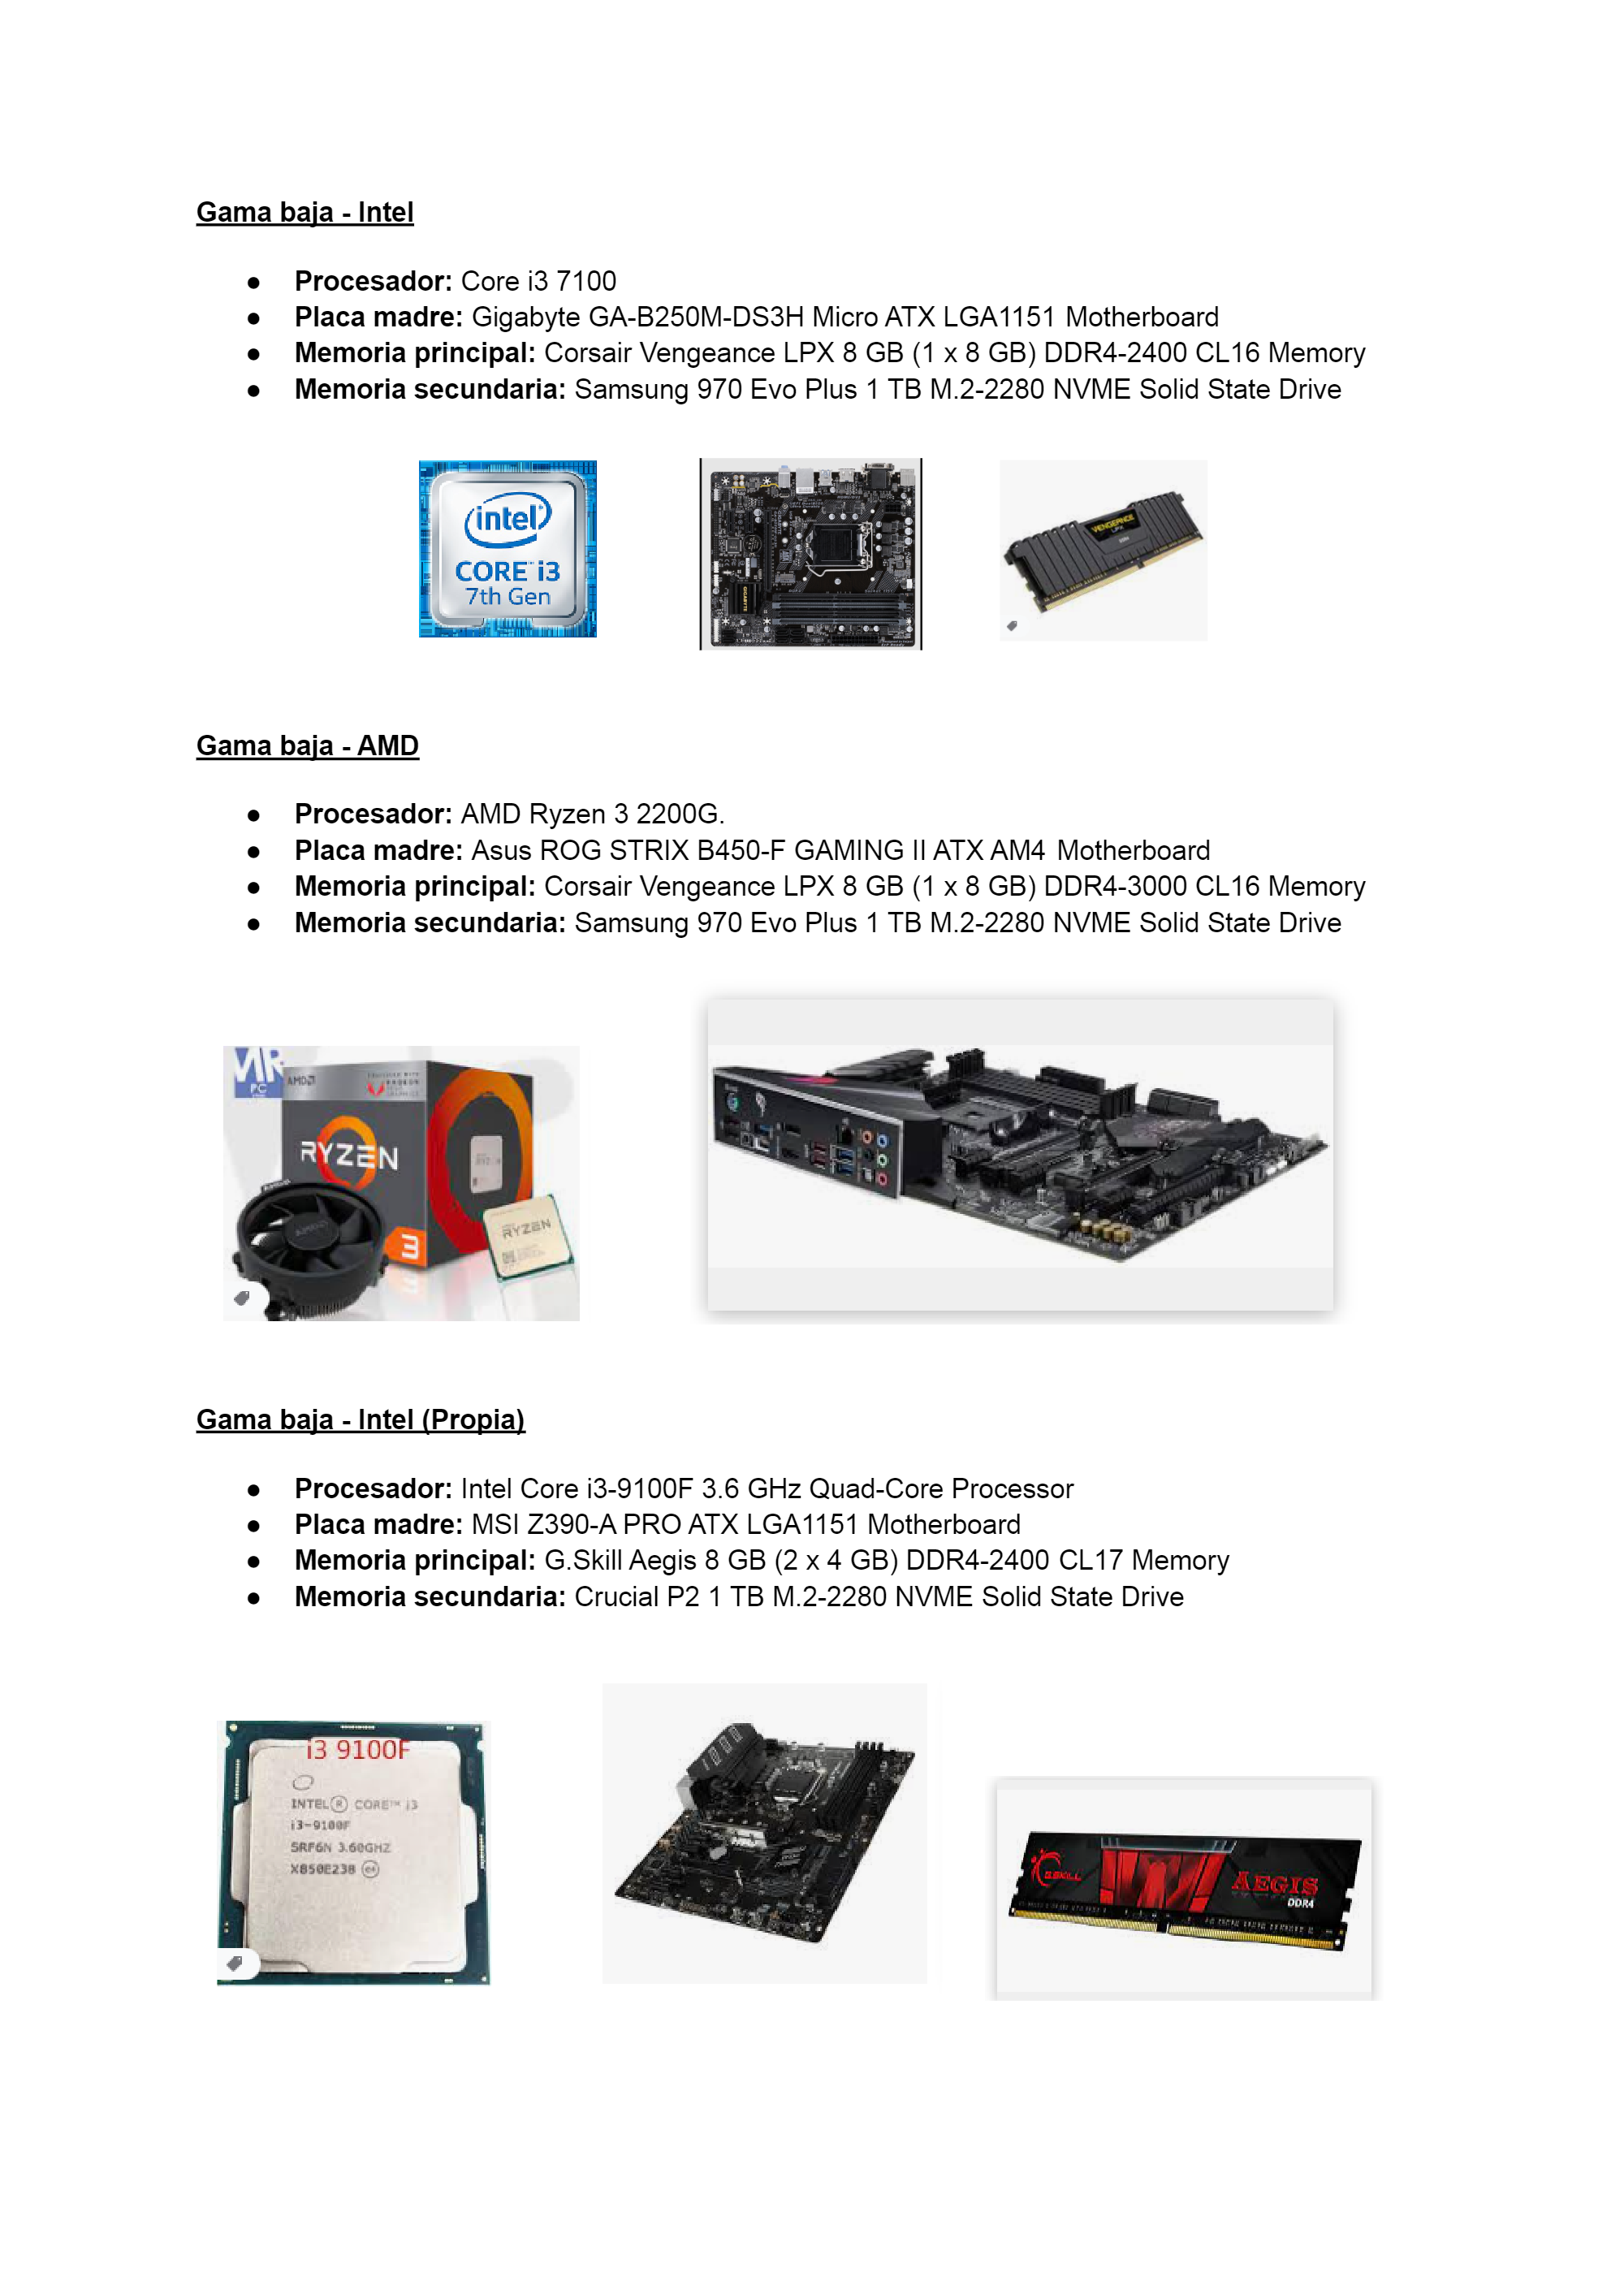 Gama baja - Intel
● Procesador: Core i3 7100
● Placa madre: Gigabyte GA-B250M-DS3H Micro ATX LGA1151 Motherboard
● Memoria principal: Corsair Vengeance LPX 8 GB (1 x 8 GB) DDR4-2400 CL16 Memory
● Memoria secundaria: Samsung 970 Evo Plus 1 TB M.2-2280 NVME Solid State Drive
intel
CORE i3
7th Gen
GIGABYTE
VENGEANCE
LPX
Gama baja - AMD
● Procesador: AMD Ryzen 3 2200G.
● Placa madre: Asus ROG STRIX B450-F GAMING II ATX AM4 Motherboard
● Memoria principal: Corsair Vengeance LPX 8 GB (1 x 8 GB) DDR4-3000 CL16 Memory
● Memoria secundaria: Samsung 970 Evo Plus 1 TB M.2-2280 NVME Solid State Drive
PC
AMD
RYZEN
RYZEN
AMD
3
Gama baja - Intel (Propia)
● Procesador: Intel Core i3-9100F 3.6 GHz Quad-Core Processor
● Placa madre: MSI Z390-A PRO ATX LGA1151 Motherboard
● Memoria principal: G.Skill Aegis 8 GB (2 x 4 GB) DDR4-2400 CL17 Memory
● Memoria secundaria: Crucial P2 1 TB M.2-2280 NVME Solid State Drive
i3 9100F
INTEL® CORE™ i3
i3-9100F
SRF6N 3.60GHZ
X850E238 e4
G.SKILL
AEGIS
DDR4